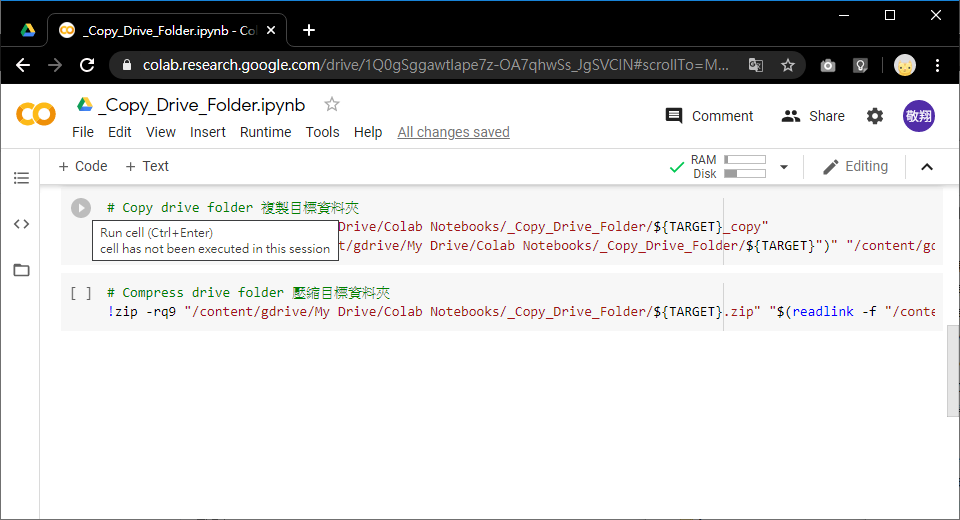 _Copy_Drive_Folder.ipynb - Co
colab.research.google.com/drive/
_Copy_Drive_Folder.ipynb
Comment
Share
敬翔
File Edit View Insert Runtime Tools Help All changes saved
+ Code + Text
RAM
Disk
Editing
# Copy drive folder 複製目標資料夾
Drive/Colab Notebooks/_Copy_Drive_Folder/${TARGET}_copy"
Run cell (Ctrl+Enter)
cell has not been executed in this session
t/gdrive/My Drive/Colab Notebooks/_Copy_Drive_Folder/${TARGET}")" "/content/gd
[ ] # Compress drive folder 壓縮目標資料夾
!zip -rq9 "/content/gdrive/My Drive/Colab Notebooks/_Copy_Drive_Folder/${TARGET}.zip" "$(readlink -f "/conte